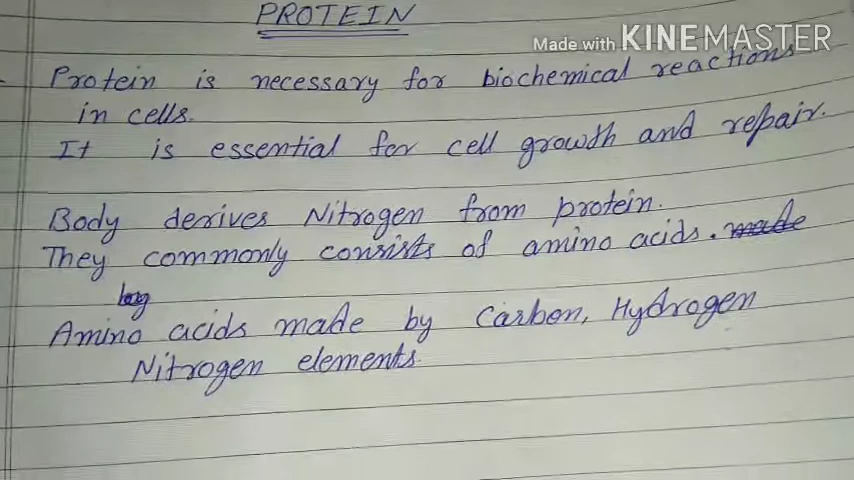 PROTEIN
Made with KINEMASTER
Protein is necessary for biochemical reactions
in cells.
It is essential for cell growth and repair.
Body derives Nitrogen from protein.
They commonly consists of amino acids. made
by
Amino acids made by Carbon, Hydrogen
Nitrogen elements.